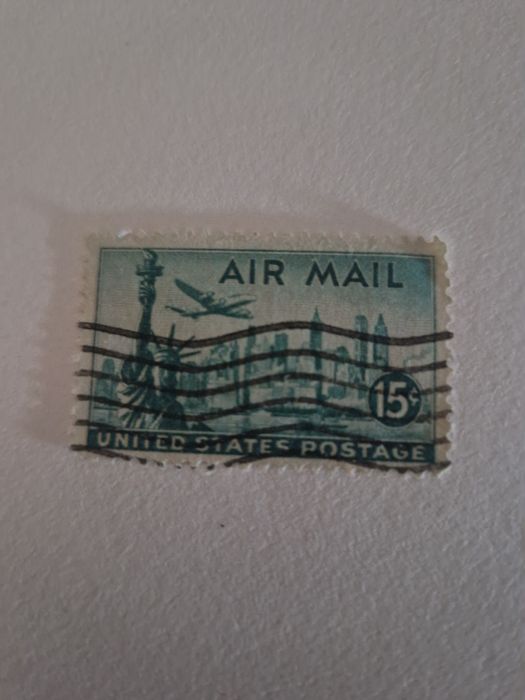 AIR MAIL
15¢
UNITED STATES POSTAGE